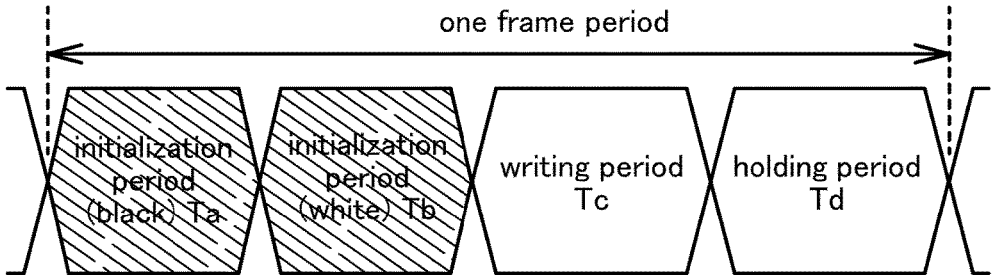 one frame period
initialization
period
(black) Ta
initialization
period
(white) Tb
writing period
Tc
holding period
Td